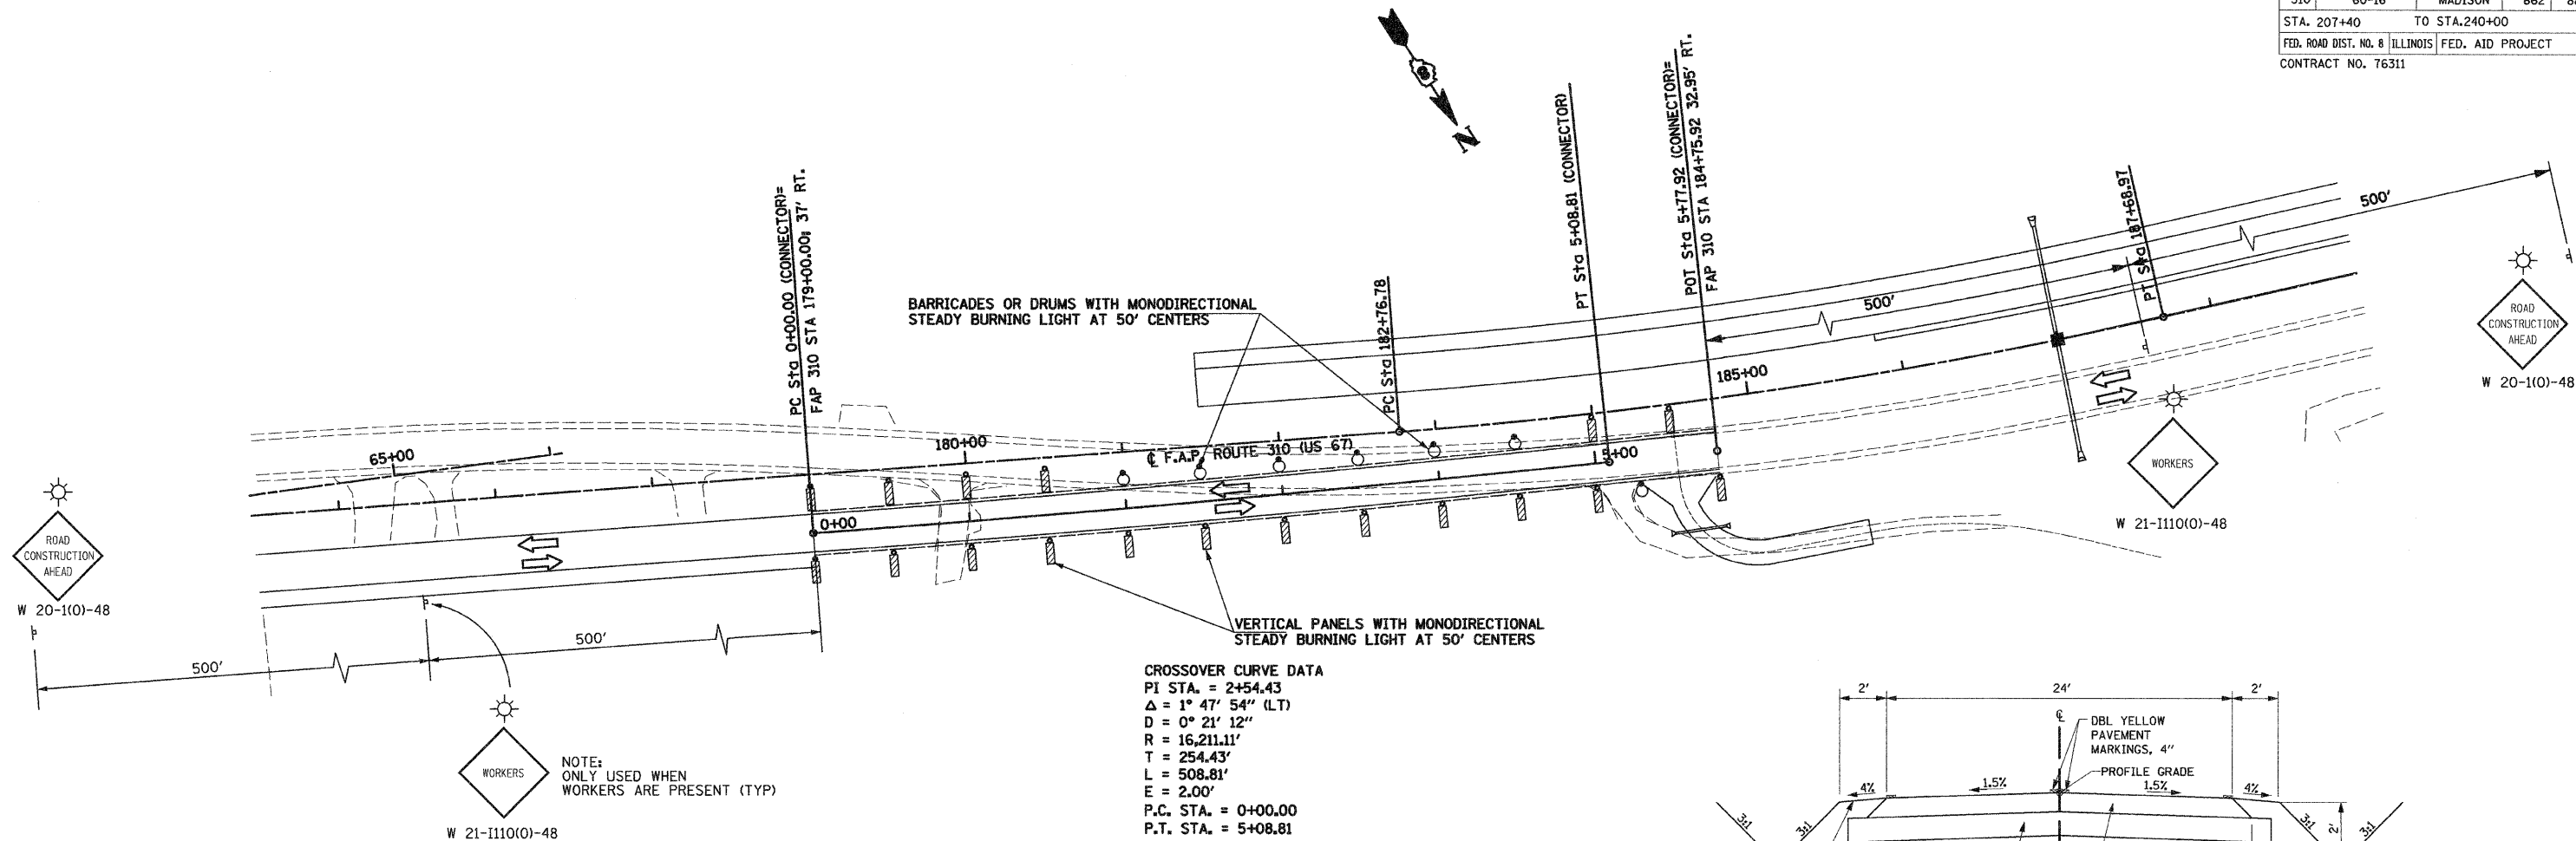 310 60-16 MADISON 862
STA. 207+40 TO STA.240+00
FED. ROAD DIST. NO. 8 ILLINOIS FED. AID PROJECT
CONTRACT NO. 76311
N
PC Sta 0+00.00 (CONNECTOR)=
FAP 310 STA 179+00.00; 37' RT.
BARRICADES OR DRUMS WITH MONODIRECTIONAL
STEADY BURNING LIGHT AT 50' CENTERS
PC Sta 182+76.78
PT Sta 5+08.81 (CONNECTOR)
POT Sta 5+77.92 (CONNECTOR)=
FAP 310 STA 184+75.92 32.95' RT.
PT Sta 187+68.97
500'
500'
185+00
65+00
180+00
℄ F.A.P. ROUTE 310 (US 67)
5+00
0+00
ROAD
CONSTRUCTION
AHEAD
W 20-1(O)-48
ROAD
CONSTRUCTION
AHEAD
W 20-1(O)-48
WORKERS
W 21-I110(O)-48
500'
500'
VERTICAL PANELS WITH MONODIRECTIONAL
STEADY BURNING LIGHT AT 50' CENTERS
WORKERS
W 21-I110(O)-48
NOTE:
ONLY USED WHEN
WORKERS ARE PRESENT (TYP)
CROSSOVER CURVE DATA
PI STA. = 2+54.43
Δ = 1° 47' 54" (LT)
D = 0° 21' 12"
R = 16,211.11'
T = 254.43'
L = 508.81'
E = 2.00'
P.C. STA. = 0+00.00
P.T. STA. = 5+08.81
2' 24' 2'
℄
DBL YELLOW
PAVEMENT
MARKINGS, 4"
PROFILE GRADE
4% 1.5% 1.5% 4%
3:1 3:1 3:1 2' 3:1